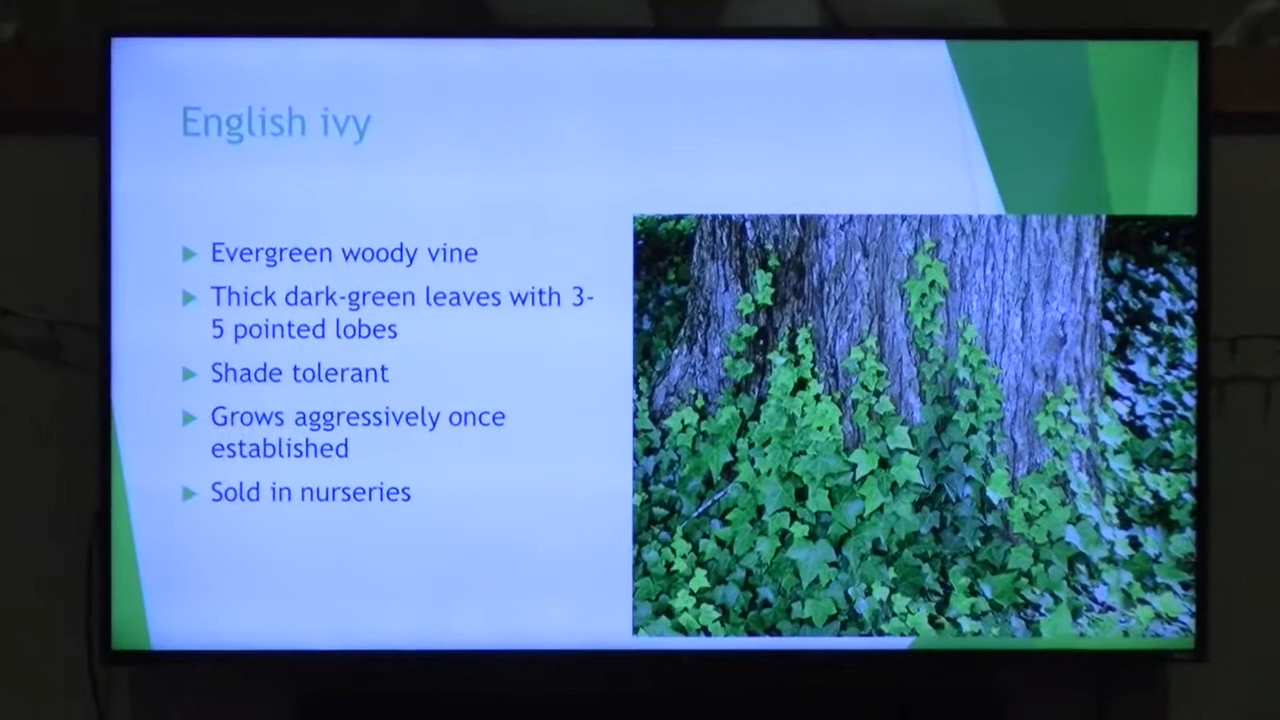 English ivy
Evergreen woody vine
Thick dark-green leaves with 3-
5 pointed lobes
Shade tolerant
Grows aggressively once
established
Sold in nurseries